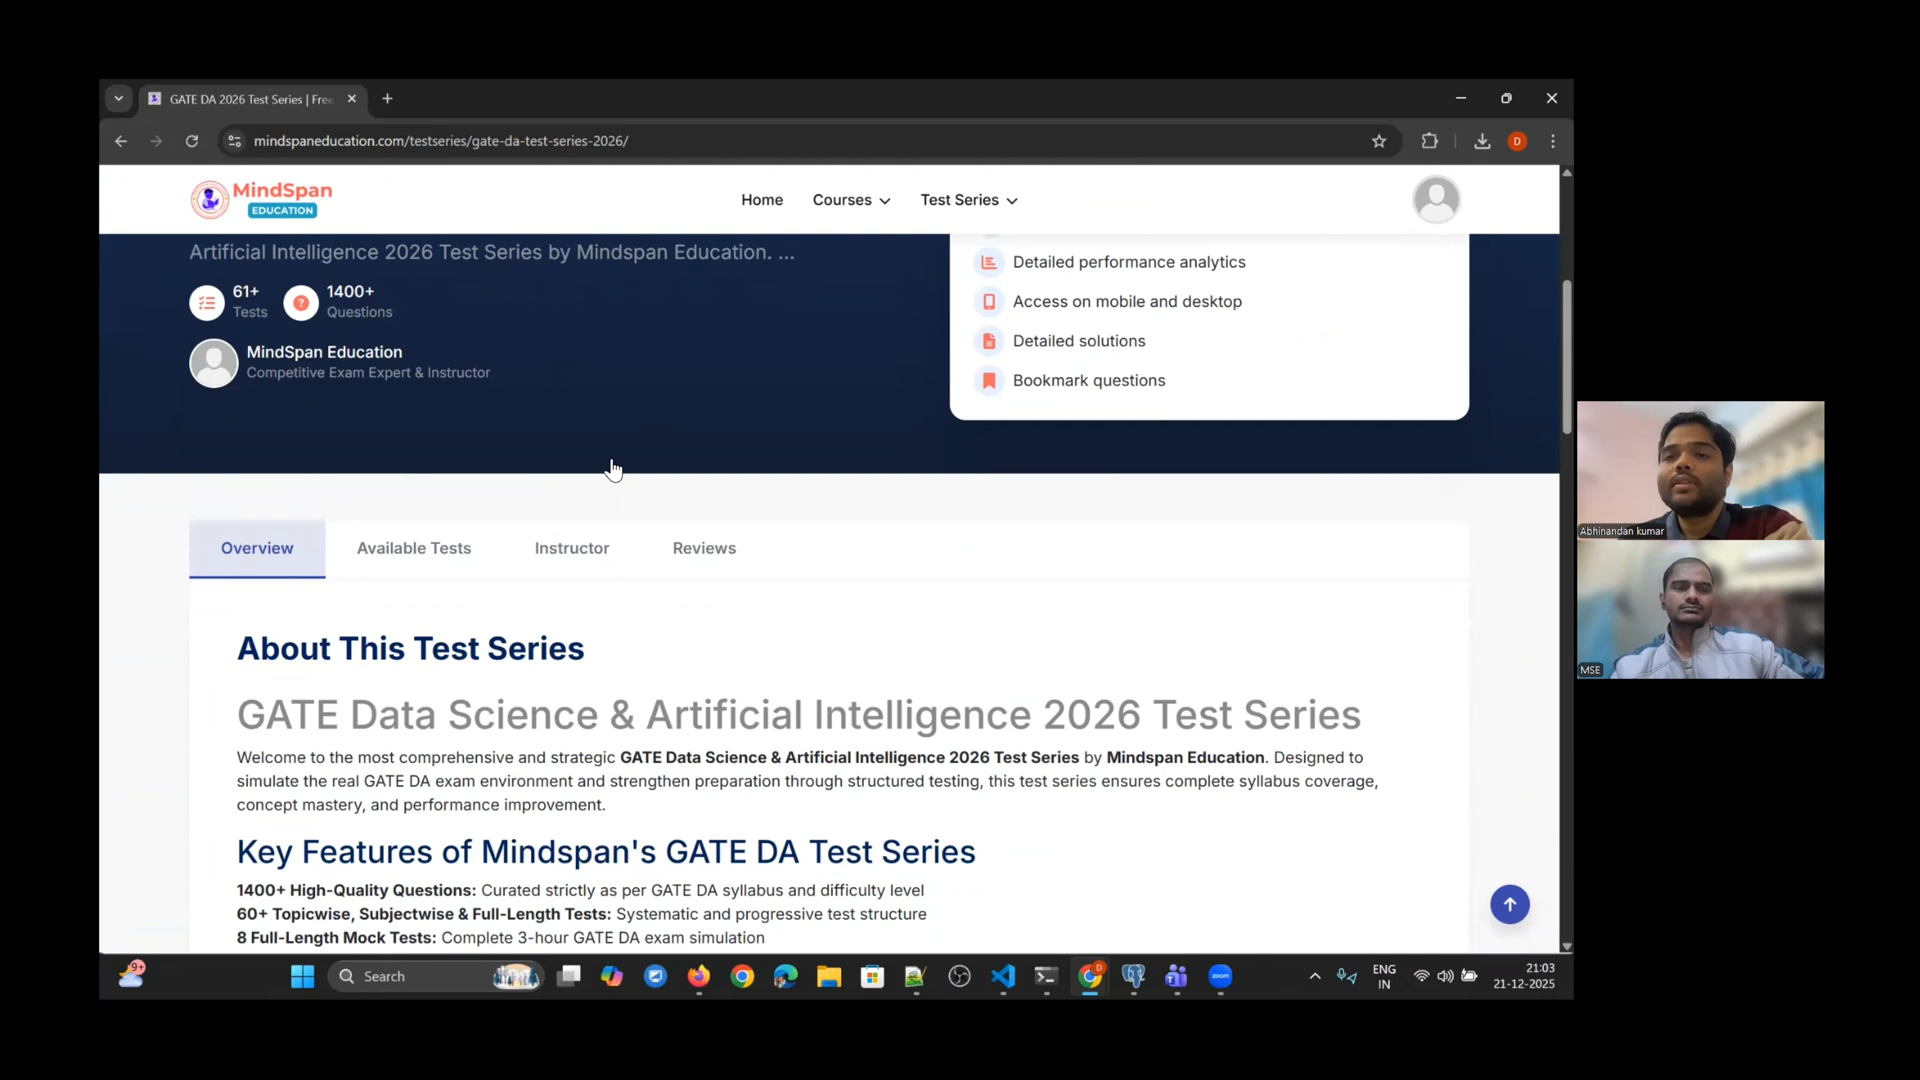 GATE DA 2026 Test Series | Free
mindspaneducation.com/testseries/gate-da-test-series-2026/
D
MindSpan
EDUCATION
Home
Courses
Test Series
Artificial Intelligence 2026 Test Series by Mindspan Education. ...
61+
Tests
1400+
Questions
MindSpan Education
Competitive Exam Expert & Instructor
Detailed performance analytics
Access on mobile and desktop
Detailed solutions
Bookmark questions
Abhinandan kumar
MSE
Overview
Available Tests
Instructor
Reviews
About This Test Series
GATE Data Science & Artificial Intelligence 2026 Test Series
Welcome to the most comprehensive and strategic GATE Data Science & Artificial Intelligence 2026 Test Series by Mindspan Education. Designed to
simulate the real GATE DA exam environment and strengthen preparation through structured testing, this test series ensures complete syllabus coverage,
concept mastery, and performance improvement.
Key Features of Mindspan's GATE DA Test Series
1400+ High-Quality Questions: Curated strictly as per GATE DA syllabus and difficulty level
60+ Topicwise, Subjectwise & Full-Length Tests: Systematic and progressive test structure
8 Full-Length Mock Tests: Complete 3-hour GATE DA exam simulation
9+
Search
D
zoom
ENG
IN
21:03
21-12-2025